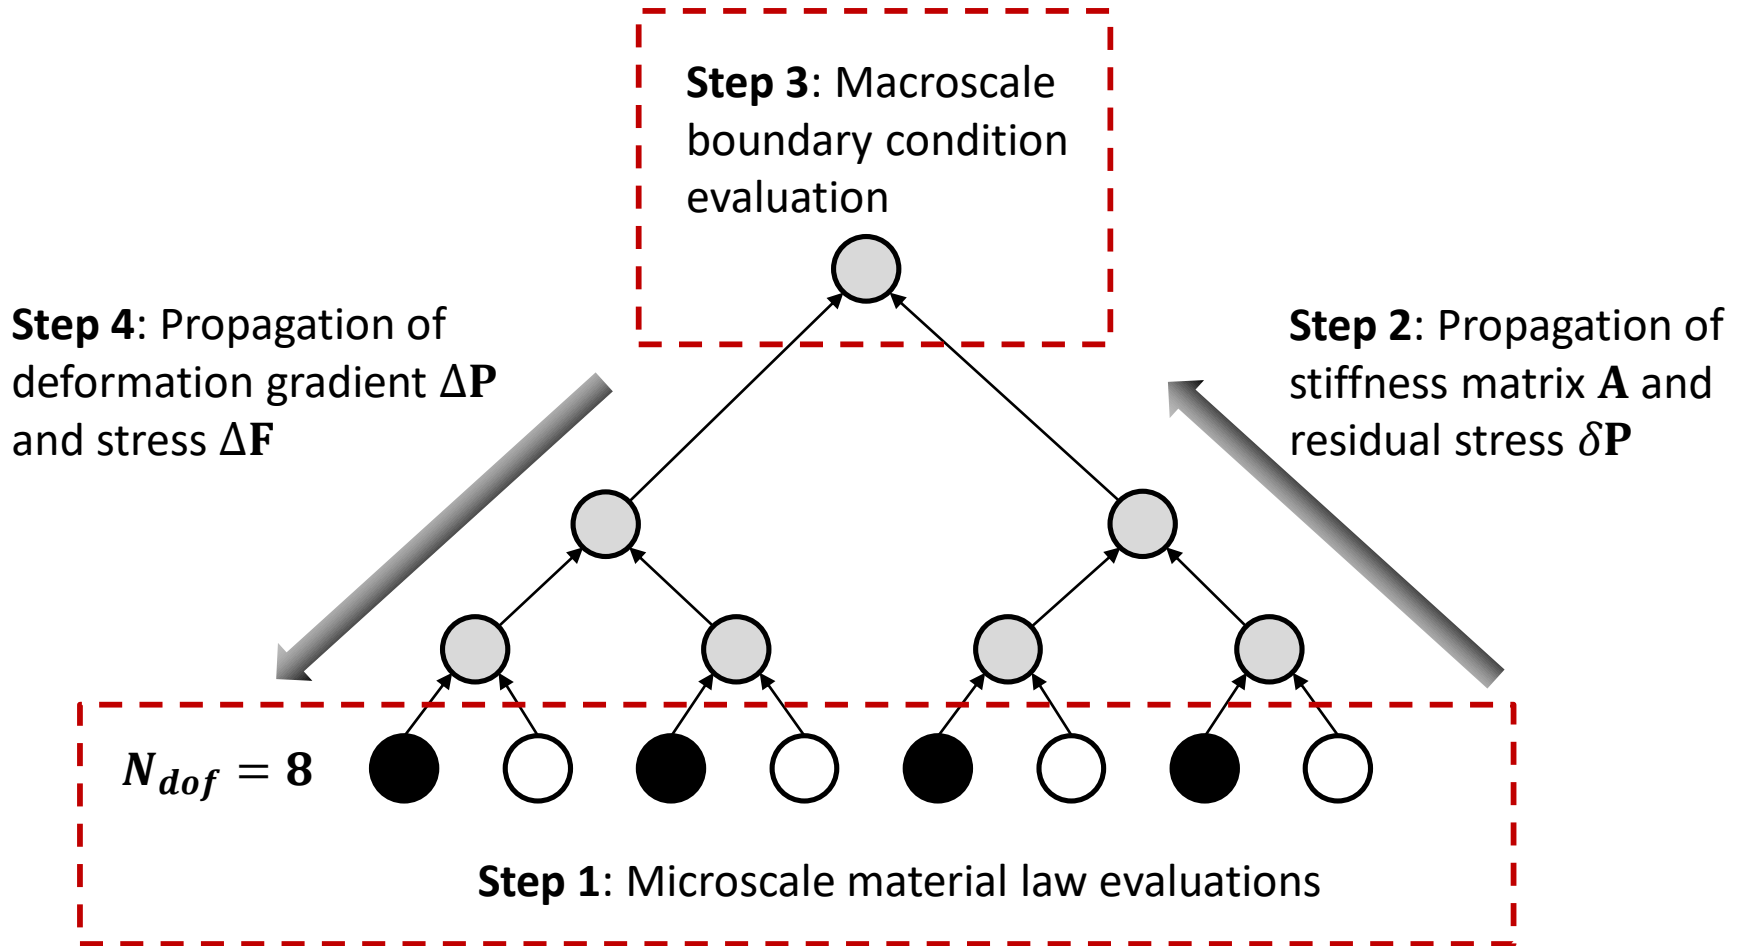 Step 3: Macroscale
boundary condition
evaluation
Step 4: Propagation of
deformation gradient Δ𝐏
and stress Δ𝐅
Step 2: Propagation of
stiffness matrix 𝐀 and
residual stress δ𝐏
N_dof = 8
Step 1: Microscale material law evaluations